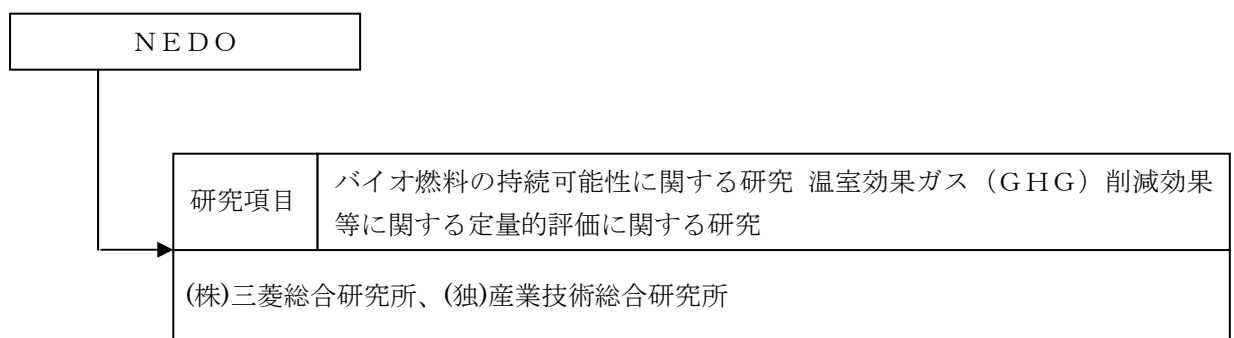 ＮＥＤＯ
研究項目
バイオ燃料の持続可能性に関する研究 温室効果ガス（ＧＨＧ）削減効果
等に関する定量的評価に関する研究
(株)三菱総合研究所、(独)産業技術総合研究所